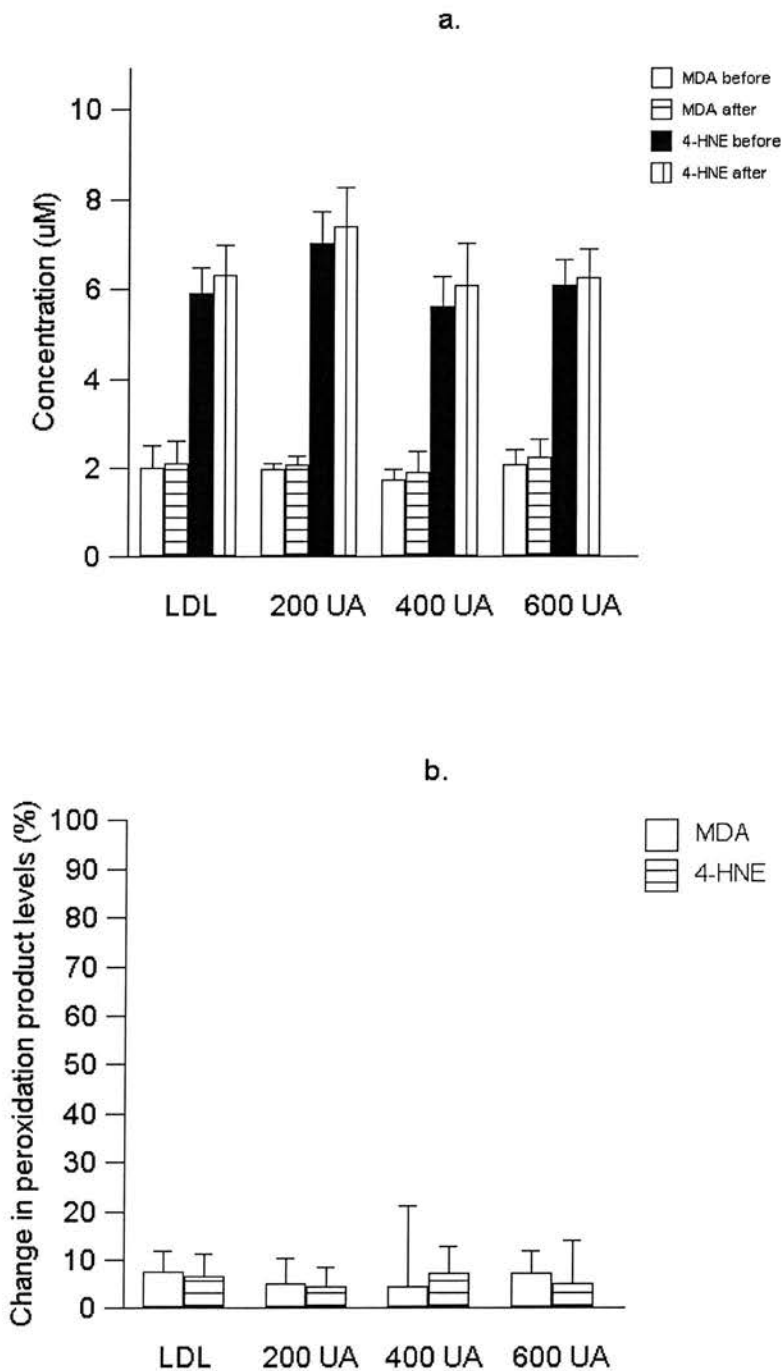 a.
MDA before
MDA after
4-HNE before
4-HNE after
Concentration (uM)
10
8
6
4
2
0
LDL 200 UA 400 UA 600 UA
b.
MDA
4-HNE
Change in peroxidation product levels (%)
100
90
80
70
60
50
40
30
20
10
0
LDL 200 UA 400 UA 600 UA